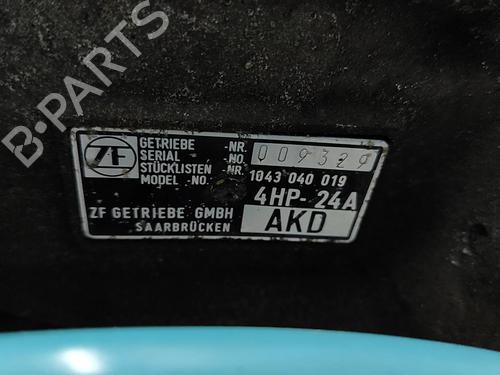 B-PARTS
ZF
GETRIEBE -NR.
SERIAL -NO. 009329
STÜCKLISTEN -NR.
MODEL -NO. 1043 040 019
4HP- 24A
ZF GETRIEBE GMBH
SAARBRÜCKEN
AKD